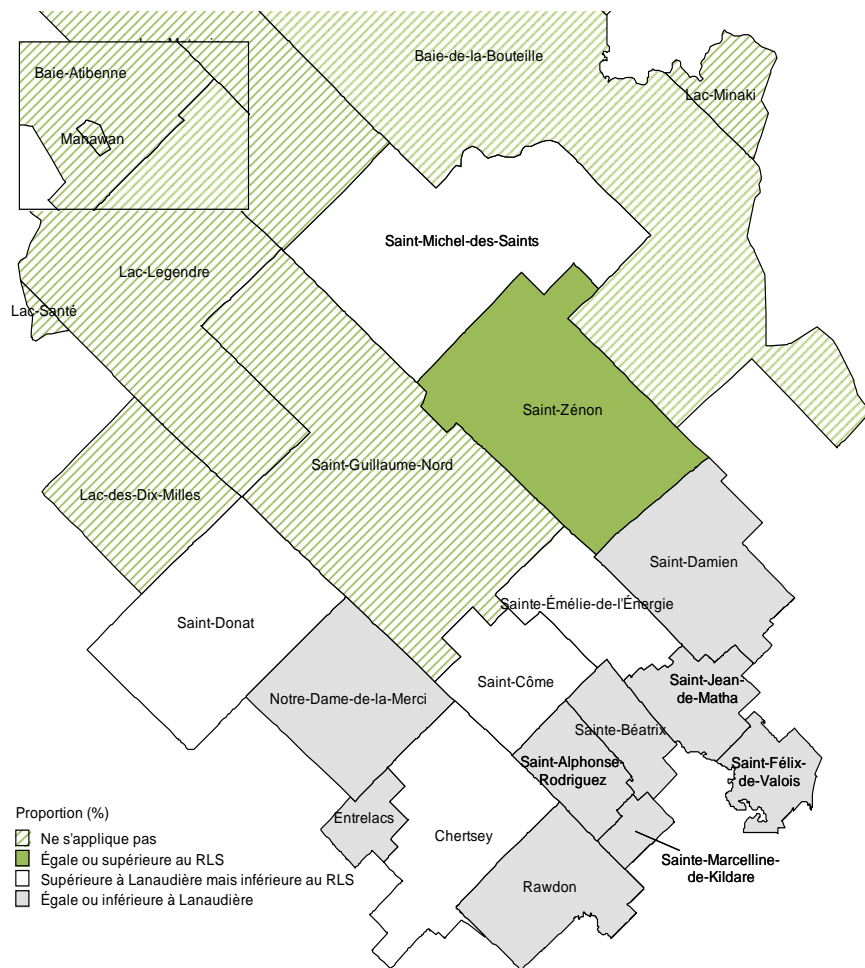 Baie-de-la-Bouteille
Baie-Atibenne
Lac-Minaki
Manawan
Saint-Michel-des-Saints
Lac-Legendre
Lac-Santé
Saint-Zénon
Saint-Guillaume-Nord
Lac-des-Dix-Milles
Saint-Damien
Sainte-Émélie-de-l'Énergie
Saint-Donat
Saint-Côme
Saint-Jean-
de-Matha
Notre-Dame-de-la-Merci
Sainte-Béatrix
Saint-Alphonse-
Rodriguez
Saint-Félix-
de-Valois
Entrelacs
Chertsey
Sainte-Marcelline-
de-Kildare
Rawdon
Proportion (%)
Ne s'applique pas
Égale ou supérieure au RLS
Supérieure à Lanaudière mais inférieure au RLS
Égale ou inférieure à Lanaudière